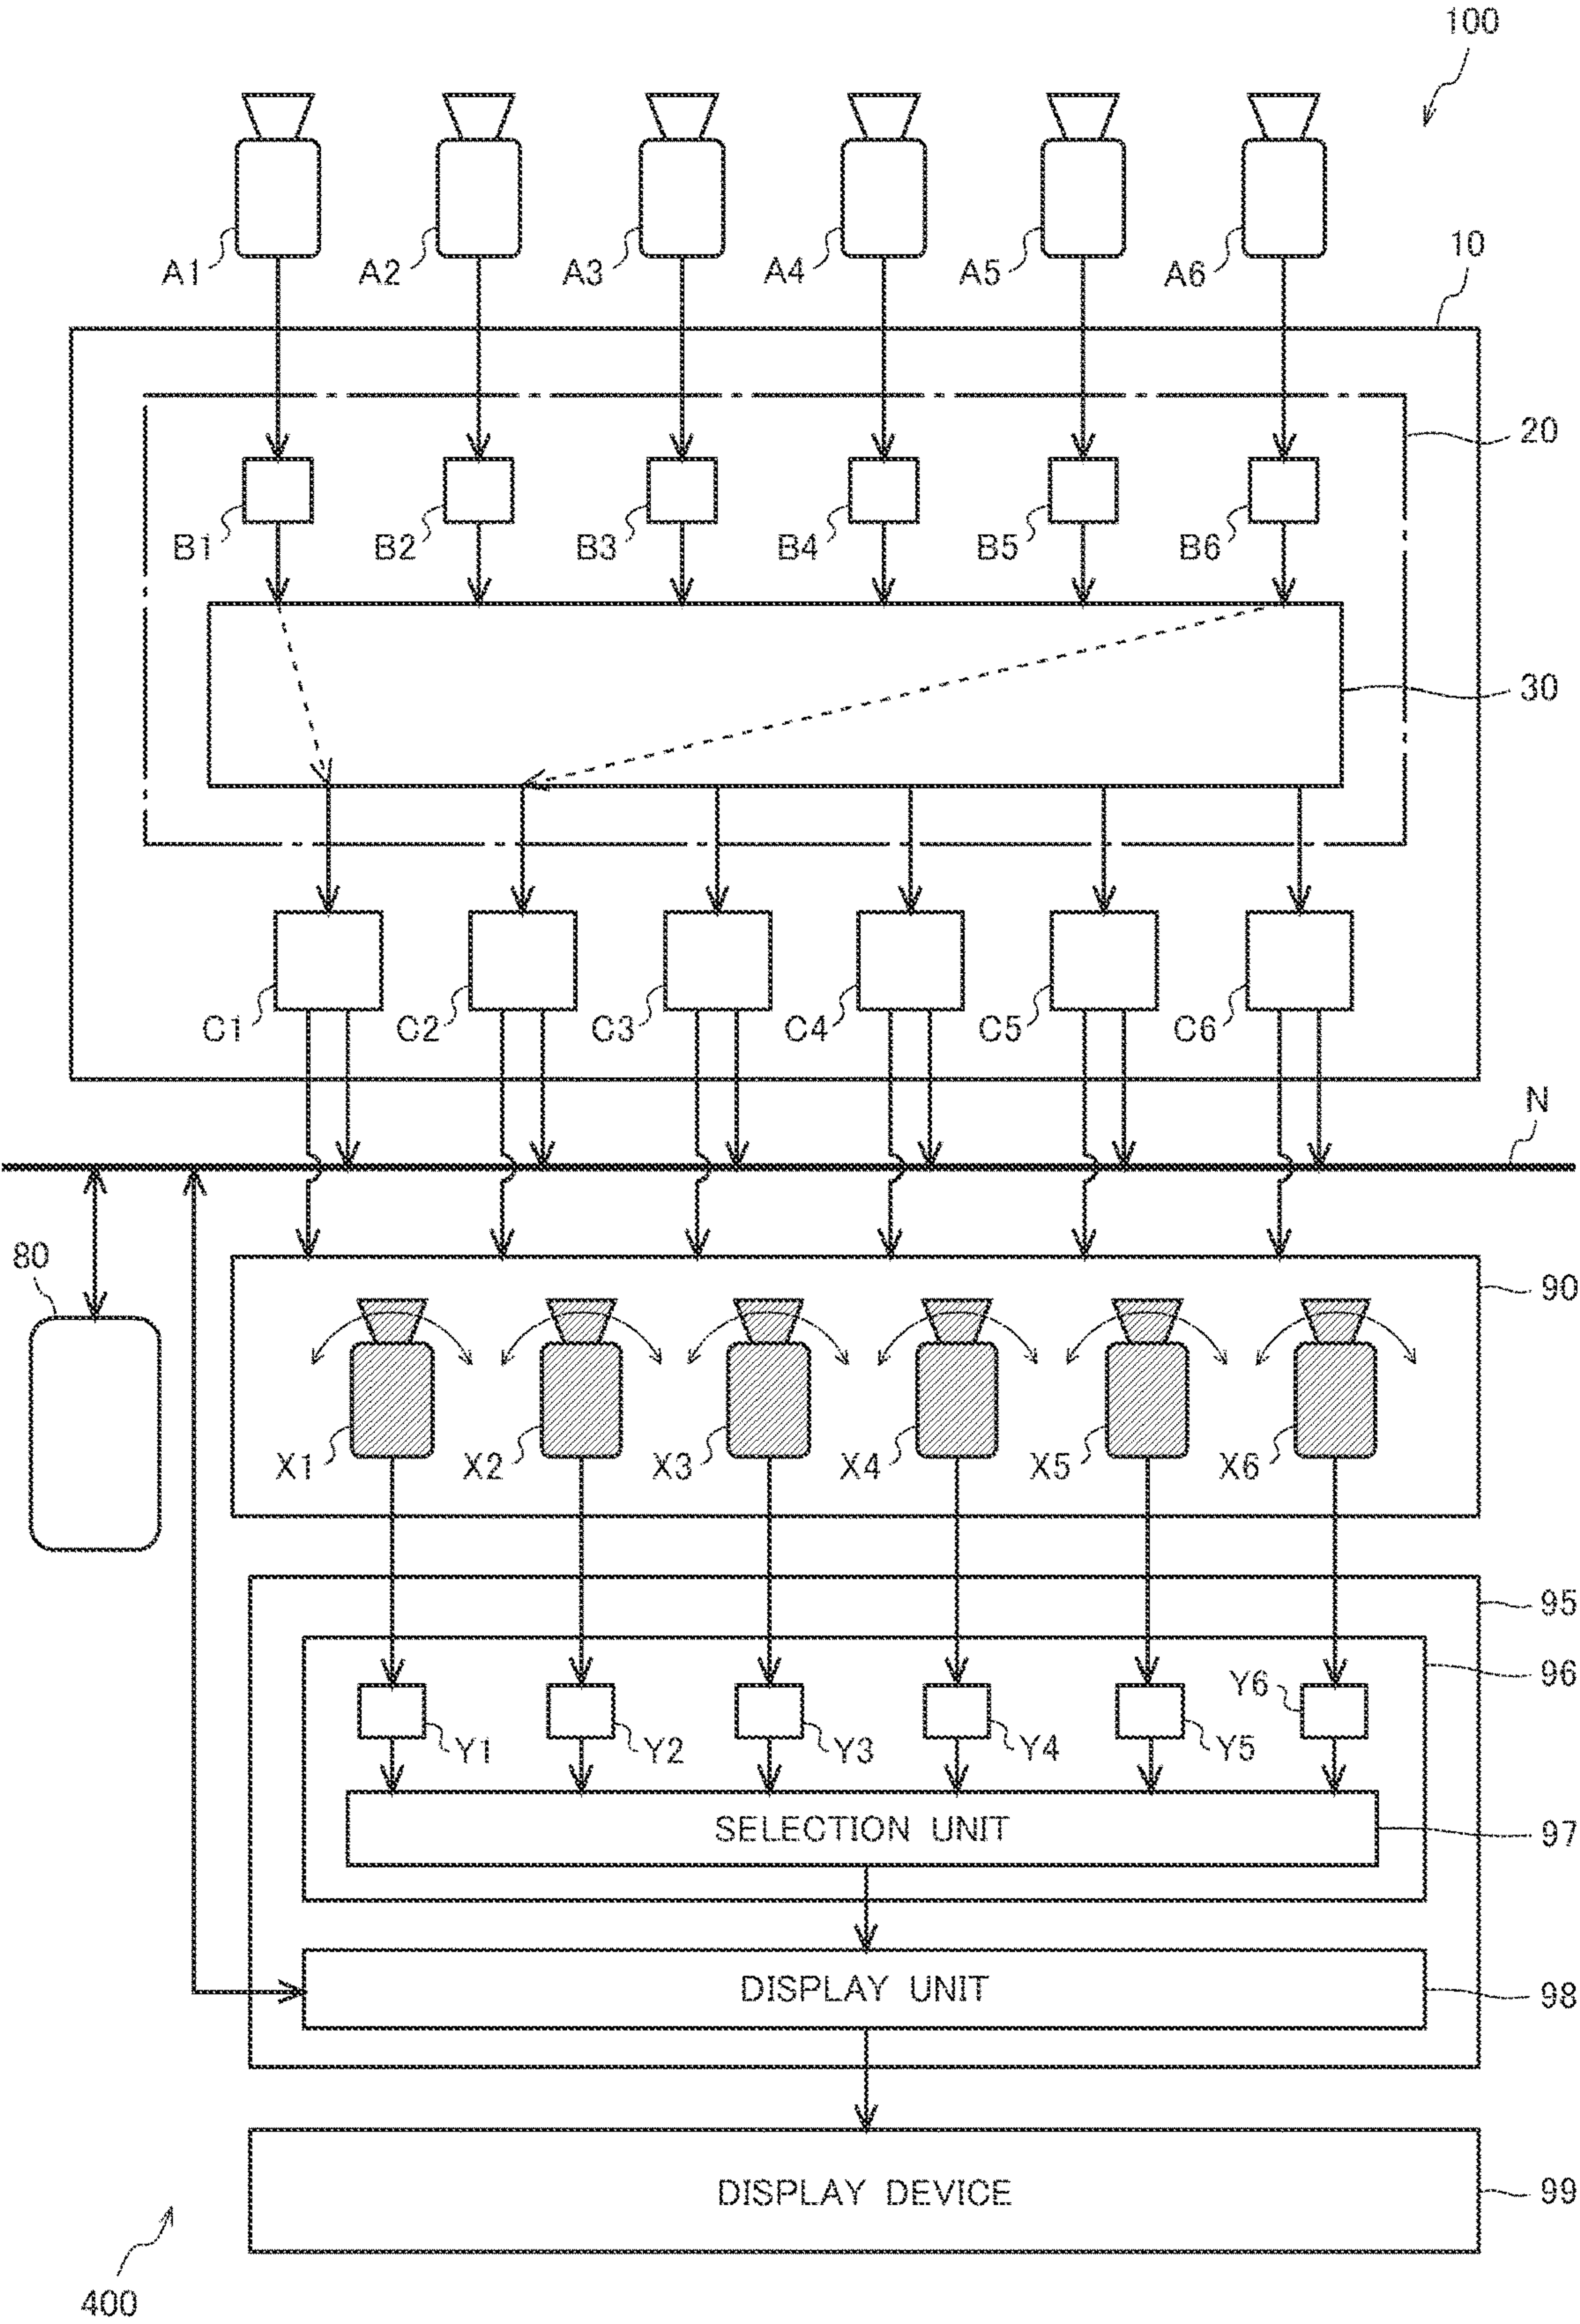 100
A1 A2 A3 A4 A5 A6
10
20
B1 B2 B3 B4 B5 B6
30
C1 C2 C3 C4 C5 C6
N
80
90
X1 X2 X3 X4 X5 X6
95
96
Y6
Y1 Y2 Y3 Y4 Y5
SELECTION UNIT
97
DISPLAY UNIT
98
DISPLAY DEVICE
99
400